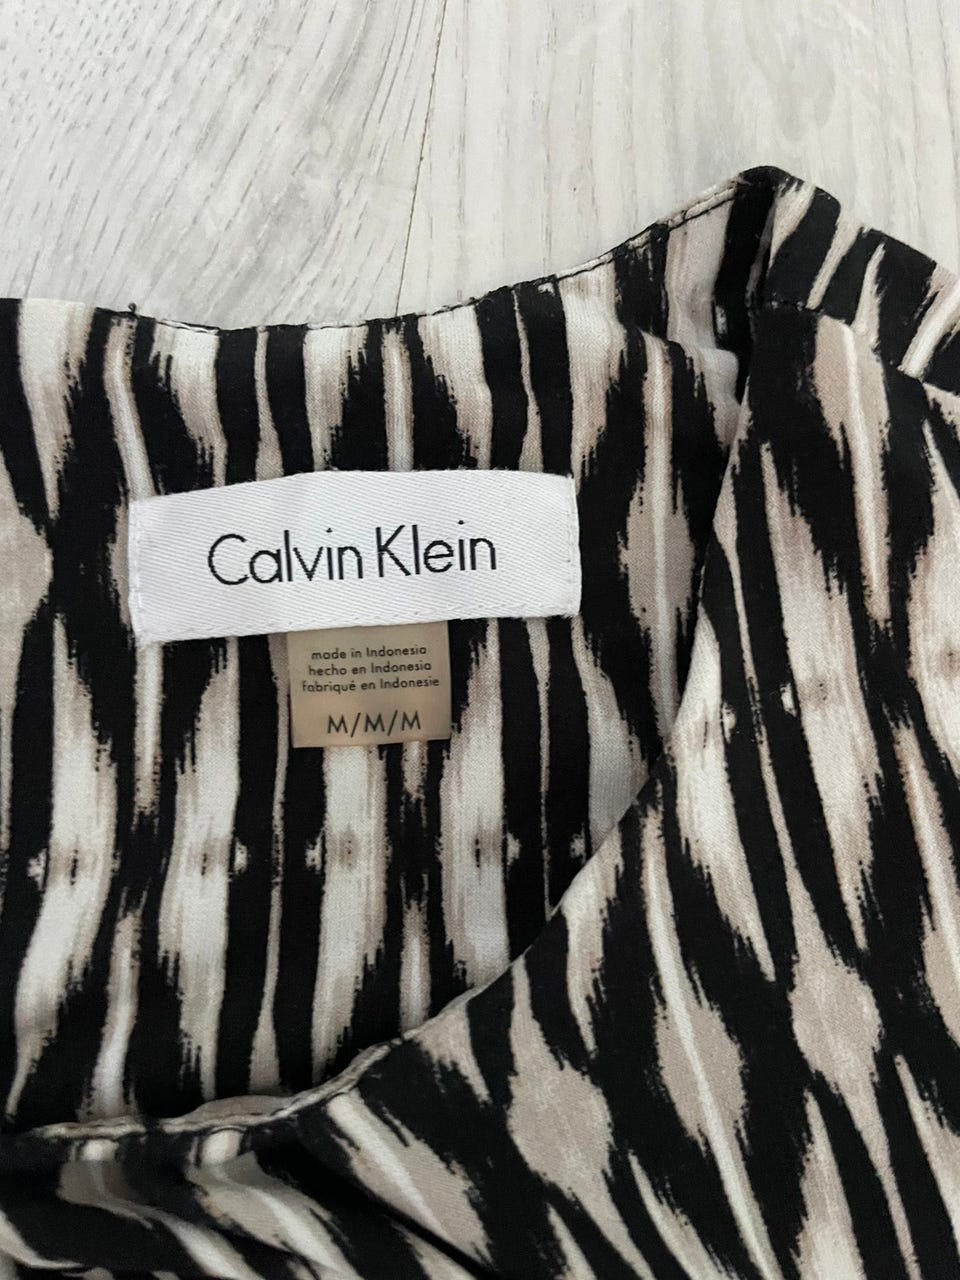 Calvin Klein
made in Indonesia
hecho en Indonesia
fabriqué en Indonesie
M/M/M